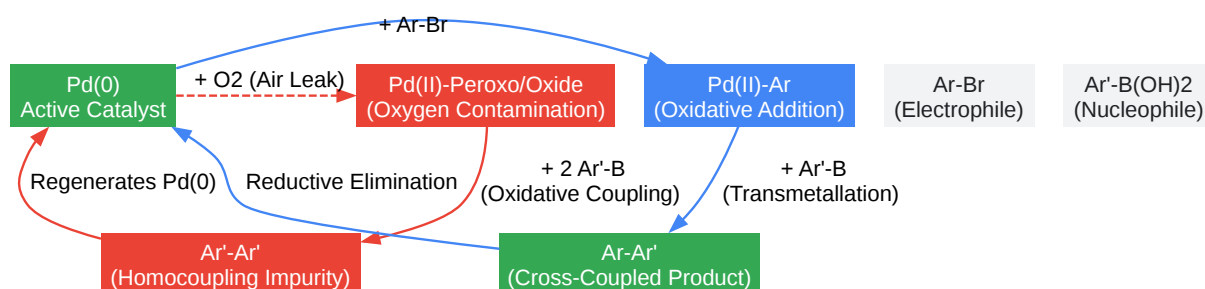 + Ar-Br
Pd(0)
Active Catalyst
+ O2 (Air Leak)
Pd(II)-Peroxo/Oxide
(Oxygen Contamination)
Pd(II)-Ar
(Oxidative Addition)
Ar-Br
(Electrophile)
Ar'-B(OH)2
(Nucleophile)
Regenerates Pd(0)
Reductive Elimination
+ 2 Ar'-B
(Oxidative Coupling)
+ Ar'-B
(Transmetallation)
Ar'-Ar'
(Homocoupling Impurity)
Ar-Ar'
(Cross-Coupled Product)